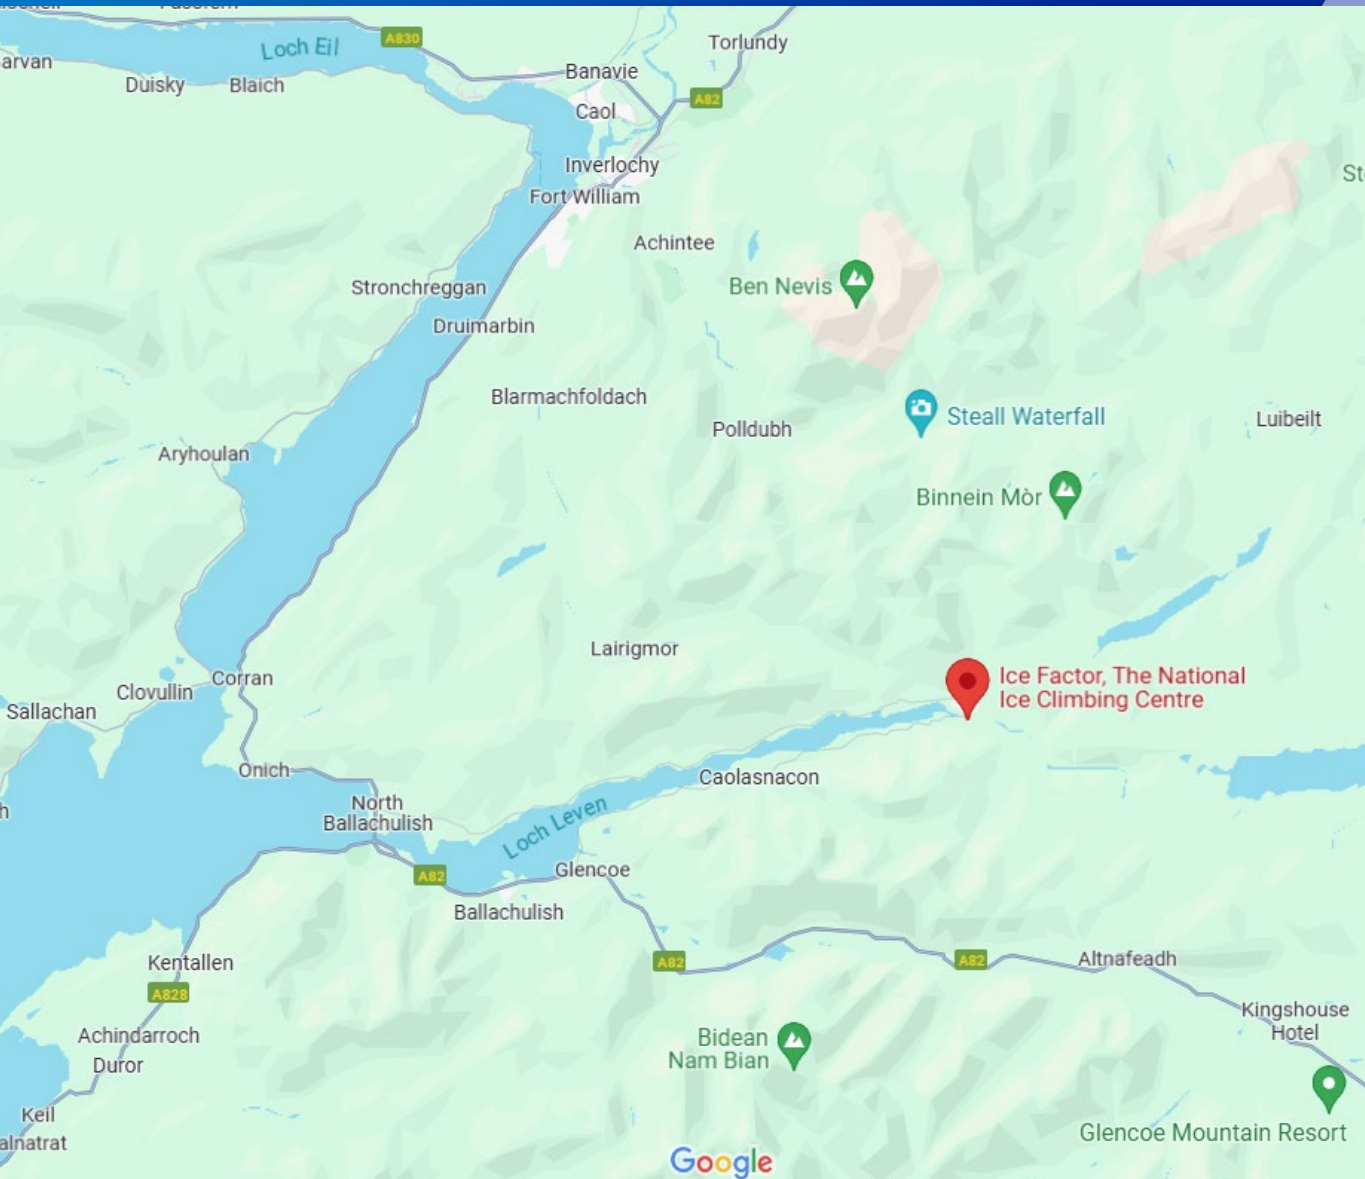 Loch Eil
A830
Torlundy
Banavie
Duisky
Blaich
A82
Caol
Inverlochy
Fort William
Achintee
Ben Nevis
Stronchreggan
Druimarbin
Blarmachfoldach
Steall Waterfall
Luibeilt
Polldubh
Aryhoulan
Binnein Mòr
Lairigmor
Corran
Ice Factor, The National
Ice Climbing Centre
Clovullin
Sallachan
Onich
Caolasnacon
North
Ballachulish
Loch Leven
Glencoe
A82
Ballachulish
Kentallen
A82
A82
Altnafeadh
A828
Kingshouse
Hotel
Achindarroch
Bidean
Nam Bian
Duror
Keil
alnatrat
Glencoe Mountain Resort
Google